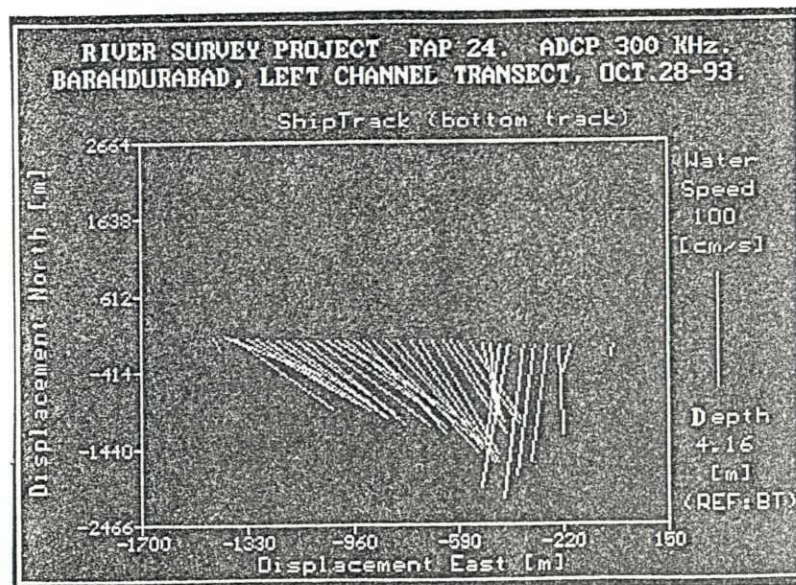 RIVER SURVEY PROJECT FAP 24. ADCP 300 KHz.
BARAHDURABAD, LEFT CHANNEL TRANSECT, OCT.28-93.
ShipTrack (bottom track)
Displacement North [m]
2664
1638
612
-414
-1440
-2466
-1700
-1330
-960
-590
-220
150
Displacement East [m]
Water
Speed
100
[cm/s]
Depth
4.16
[m]
(REF:BT)